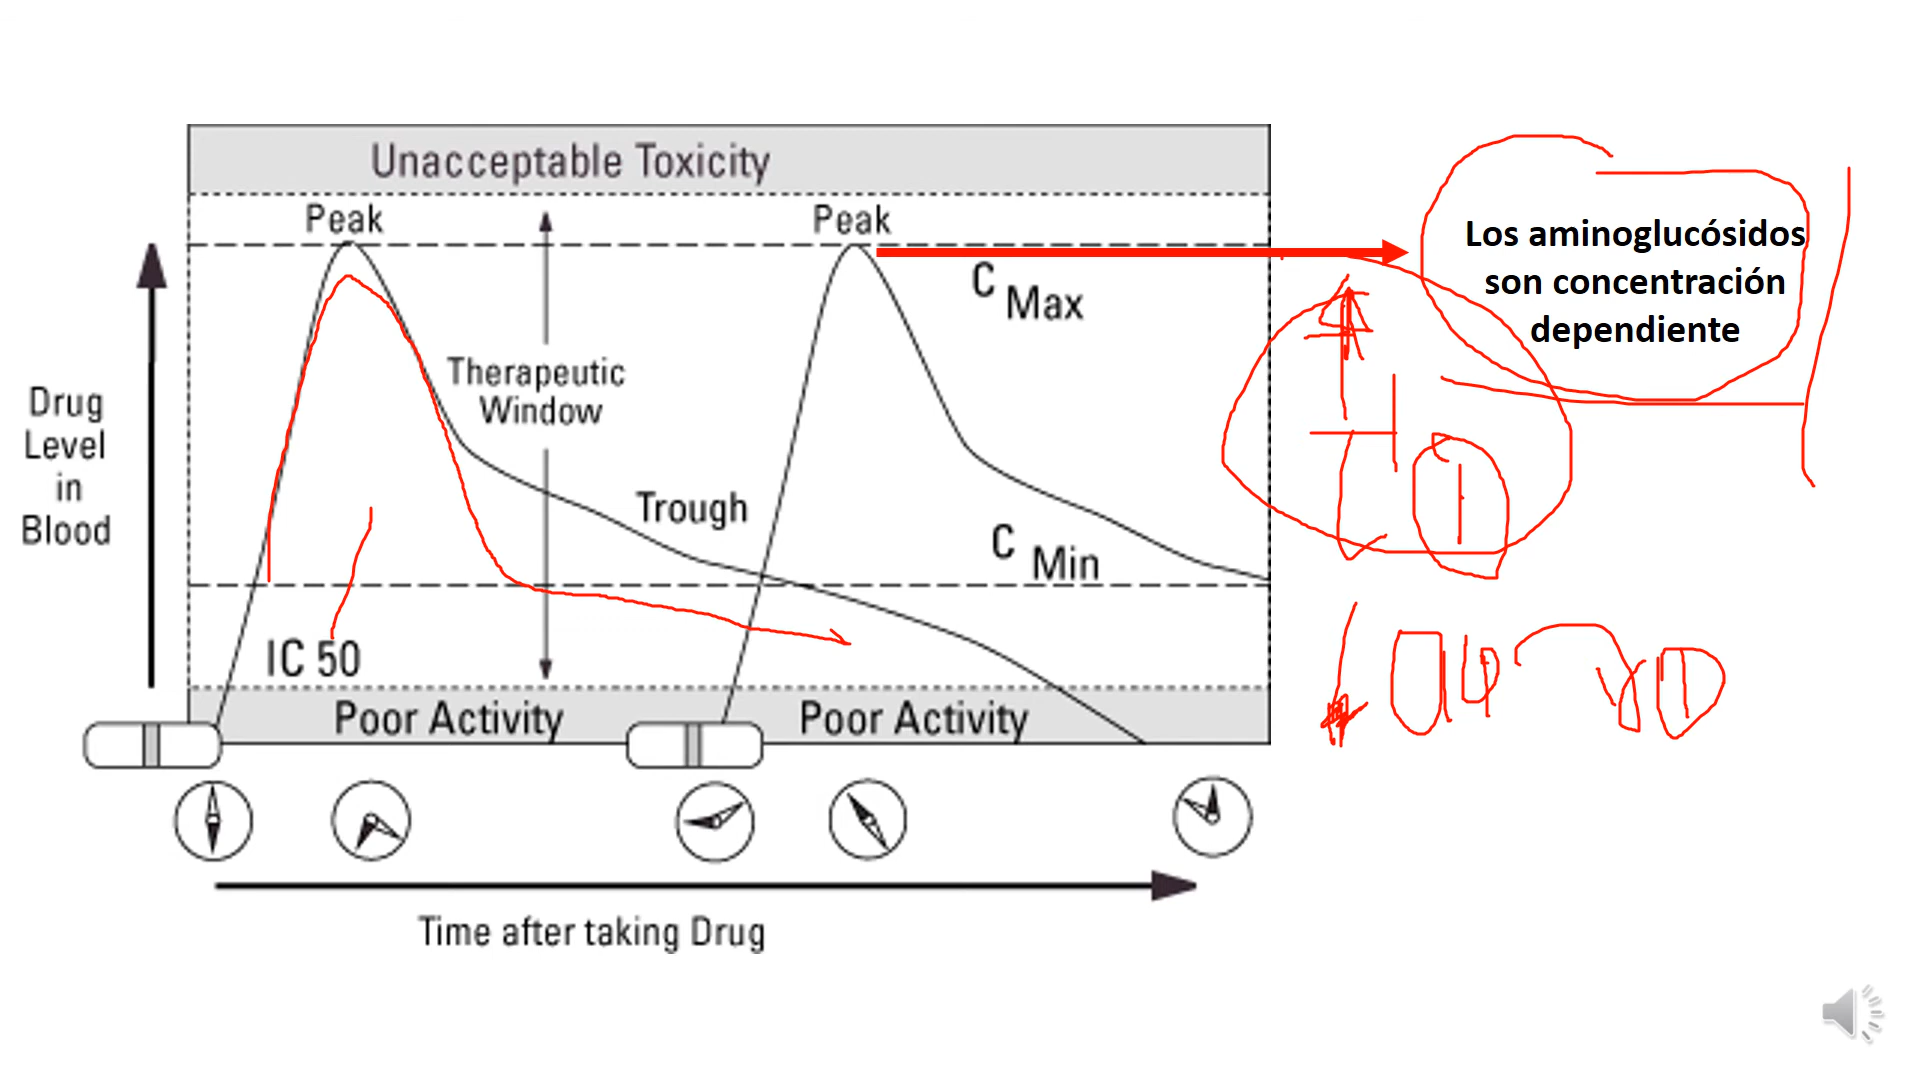 Unacceptable Toxicity
Peak
Peak
C Max
Los aminoglucósidos
son concentración
dependiente
Therapeutic
Window
Drug
Level
in
Blood
Trough
C Min
IC 50
Poor Activity
Poor Activity
Time after taking Drug